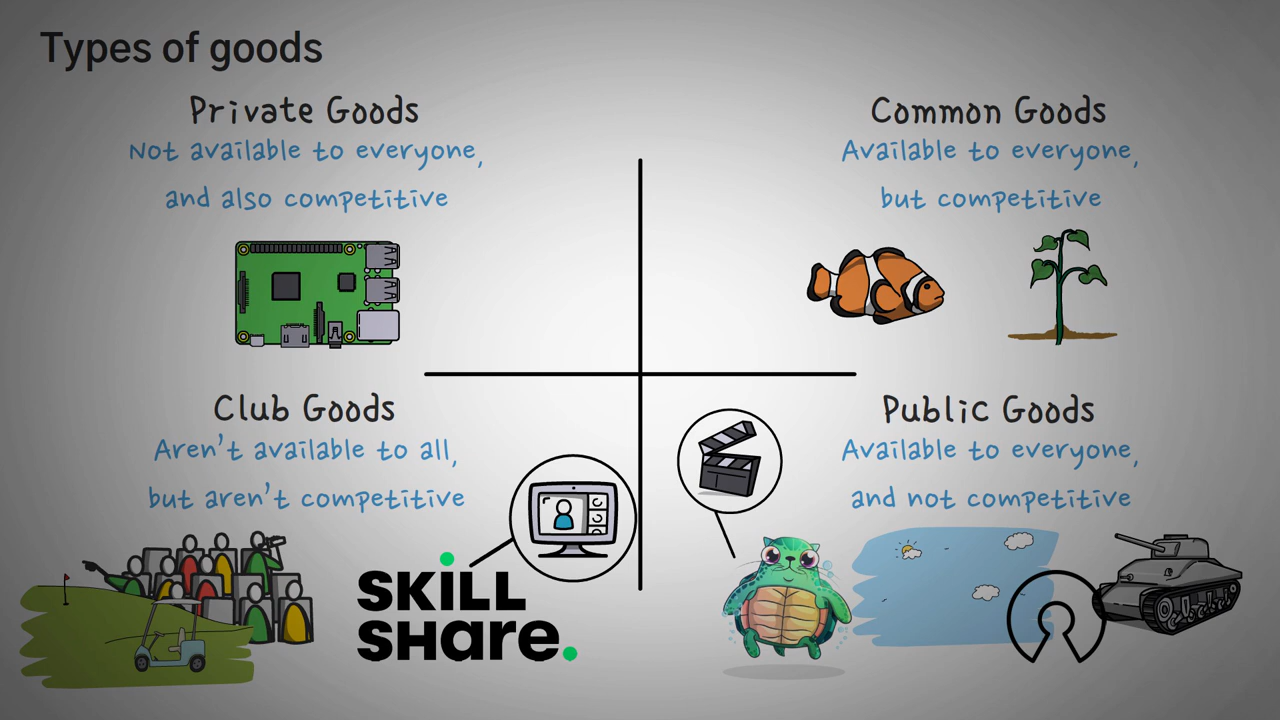 Types of goods
Private Goods
Not available to everyone,
and also competitive
Common Goods
Available to everyone,
but competitive
Club Goods
Aren't available to all,
but aren't competitive
SKiLL
SHare.
Public Goods
Available to everyone,
and not competitive